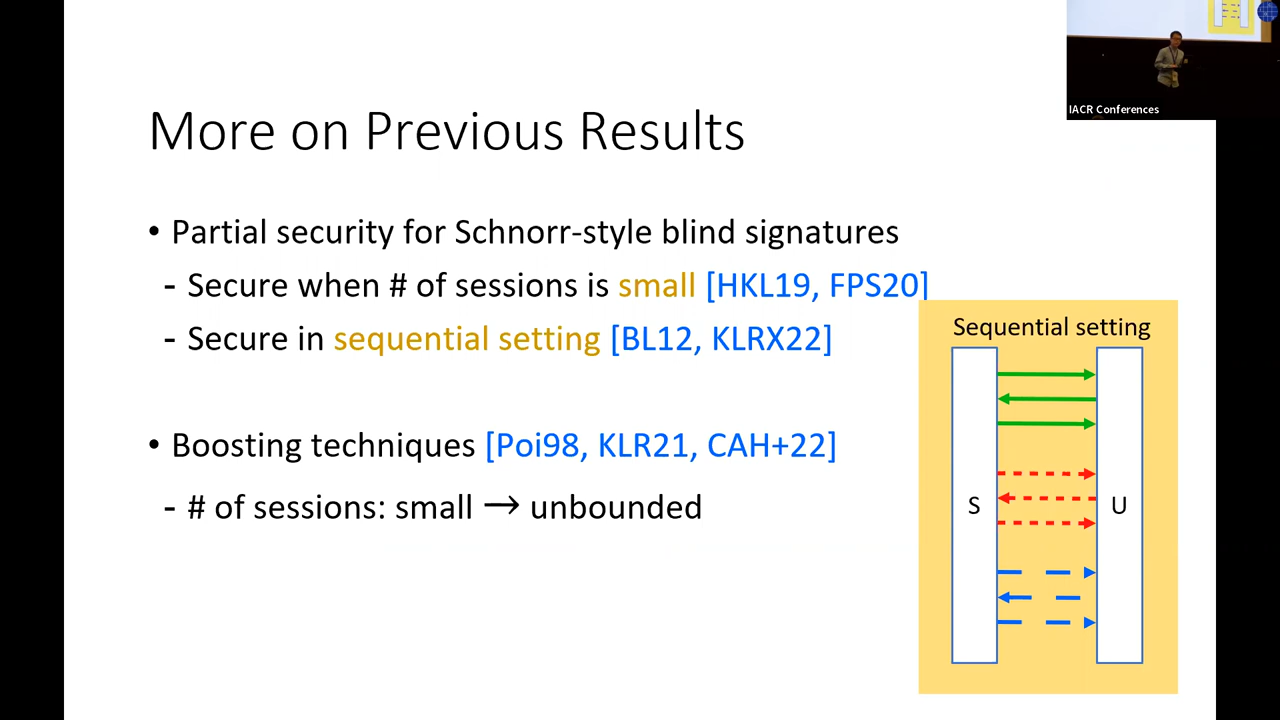 IACR Conferences
More on Previous Results
• Partial security for Schnorr-style blind signatures
- Secure when # of sessions is small [HKL19, FPS20]
- Secure in sequential setting [BL12, KLRX22]
• Boosting techniques [Poi98, KLR21, CAH+22]
- # of sessions: small → unbounded
Sequential setting
S U